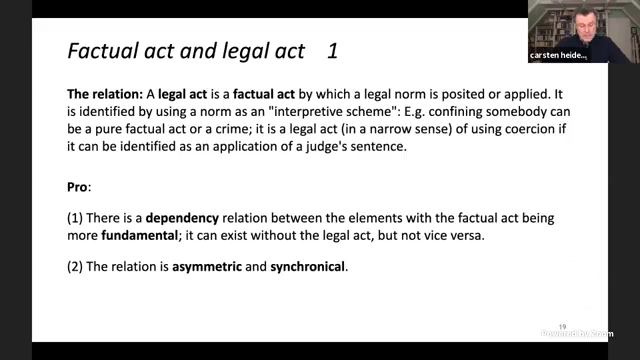 Factual act and legal act 1
carsten heide...
The relation: A legal act is a factual act by which a legal norm is posited or applied. It
is identified by using a norm as an "interpretive scheme": E.g. confining somebody can
be a pure factual act or a crime; it is a legal act (in a narrow sense) of using coercion if
it can be identified as an application of a judge's sentence.
Pro:
(1) There is a dependency relation between the elements with the factual act being
more fundamental; it can exist without the legal act, but not vice versa.
(2) The relation is asymmetric and synchronical.
19
Powered by Zoom